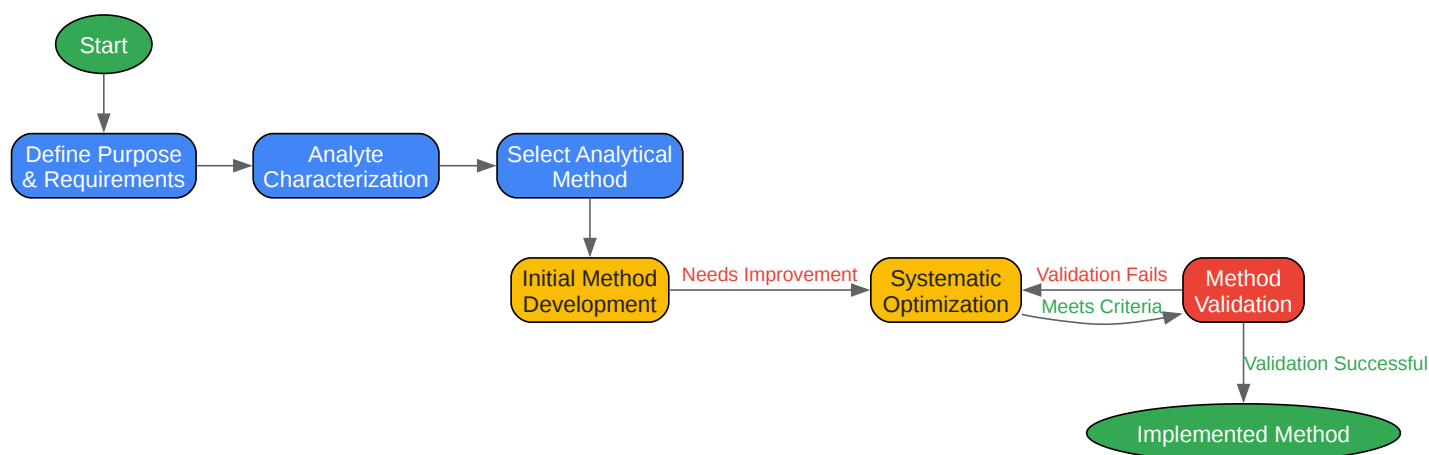 Start
Define Purpose
& Requirements
Analyte
Characterization
Select Analytical
Method
Initial Method
Development
Needs Improvement
Systematic
Optimization
Validation Fails
Meets Criteria
Method
Validation
Validation Successful
Implemented Method